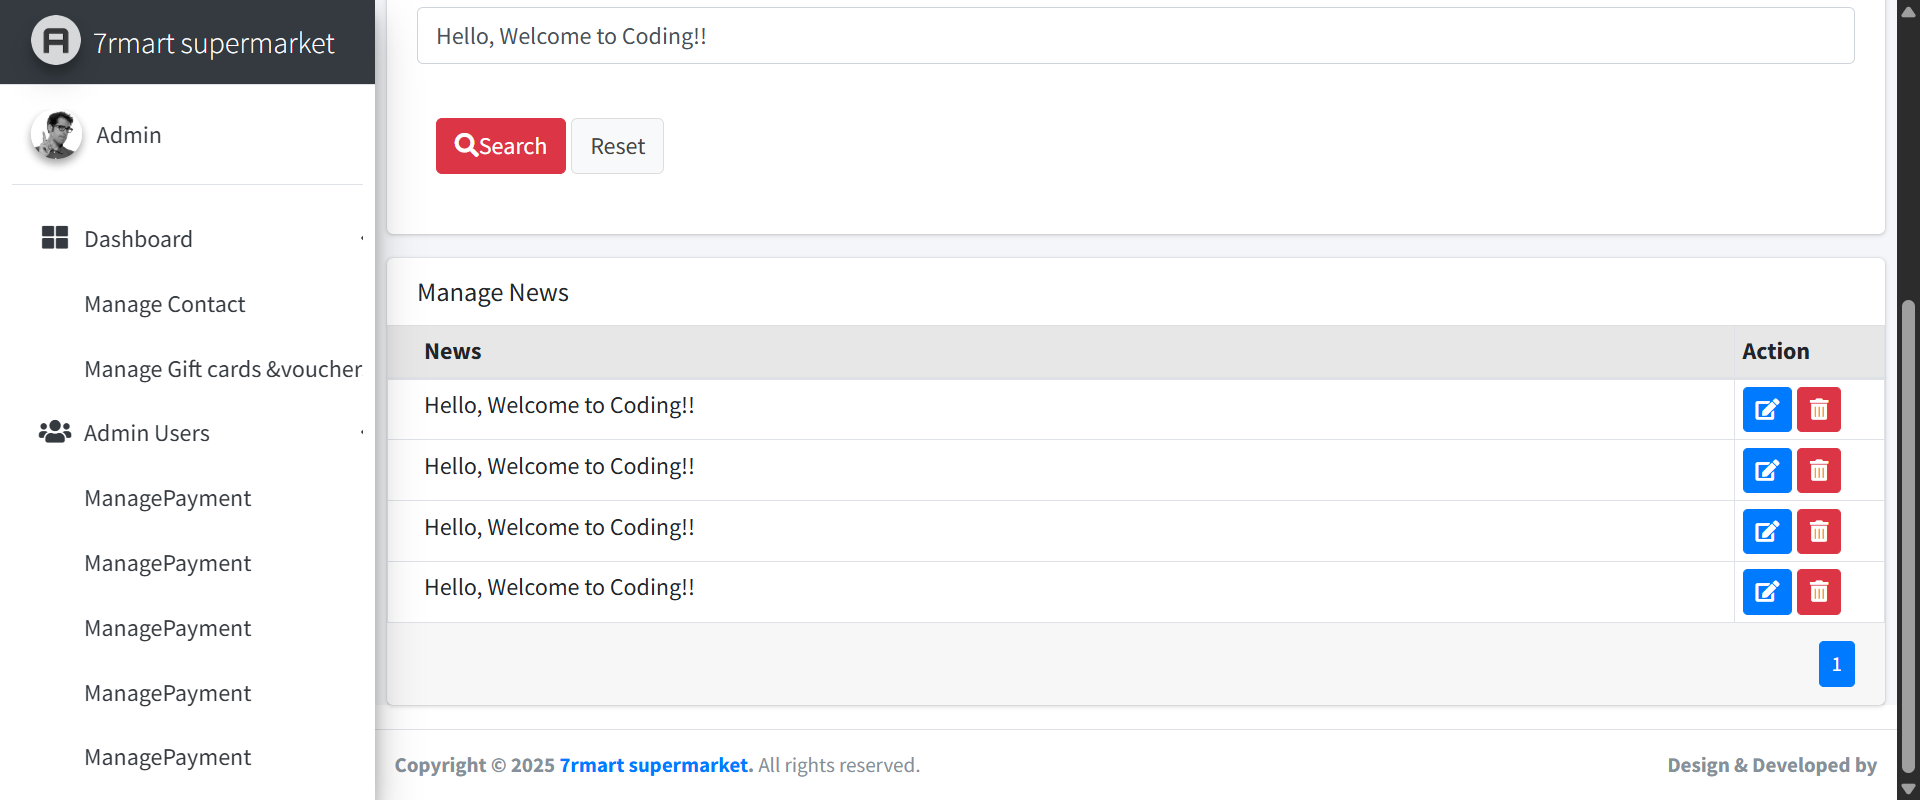 7rmart supermarket
Admin
Dashboard
Manage Contact
Manage Gift cards &voucher
Admin Users
ManagePayment
ManagePayment
ManagePayment
ManagePayment
ManagePayment
Hello, Welcome to Coding!!
Search Reset
Manage News
News Action
Hello, Welcome to Coding!!
Hello, Welcome to Coding!!
Hello, Welcome to Coding!!
Hello, Welcome to Coding!!
1
Copyright © 2025 7rmart supermarket. All rights reserved.
Design & Developed by